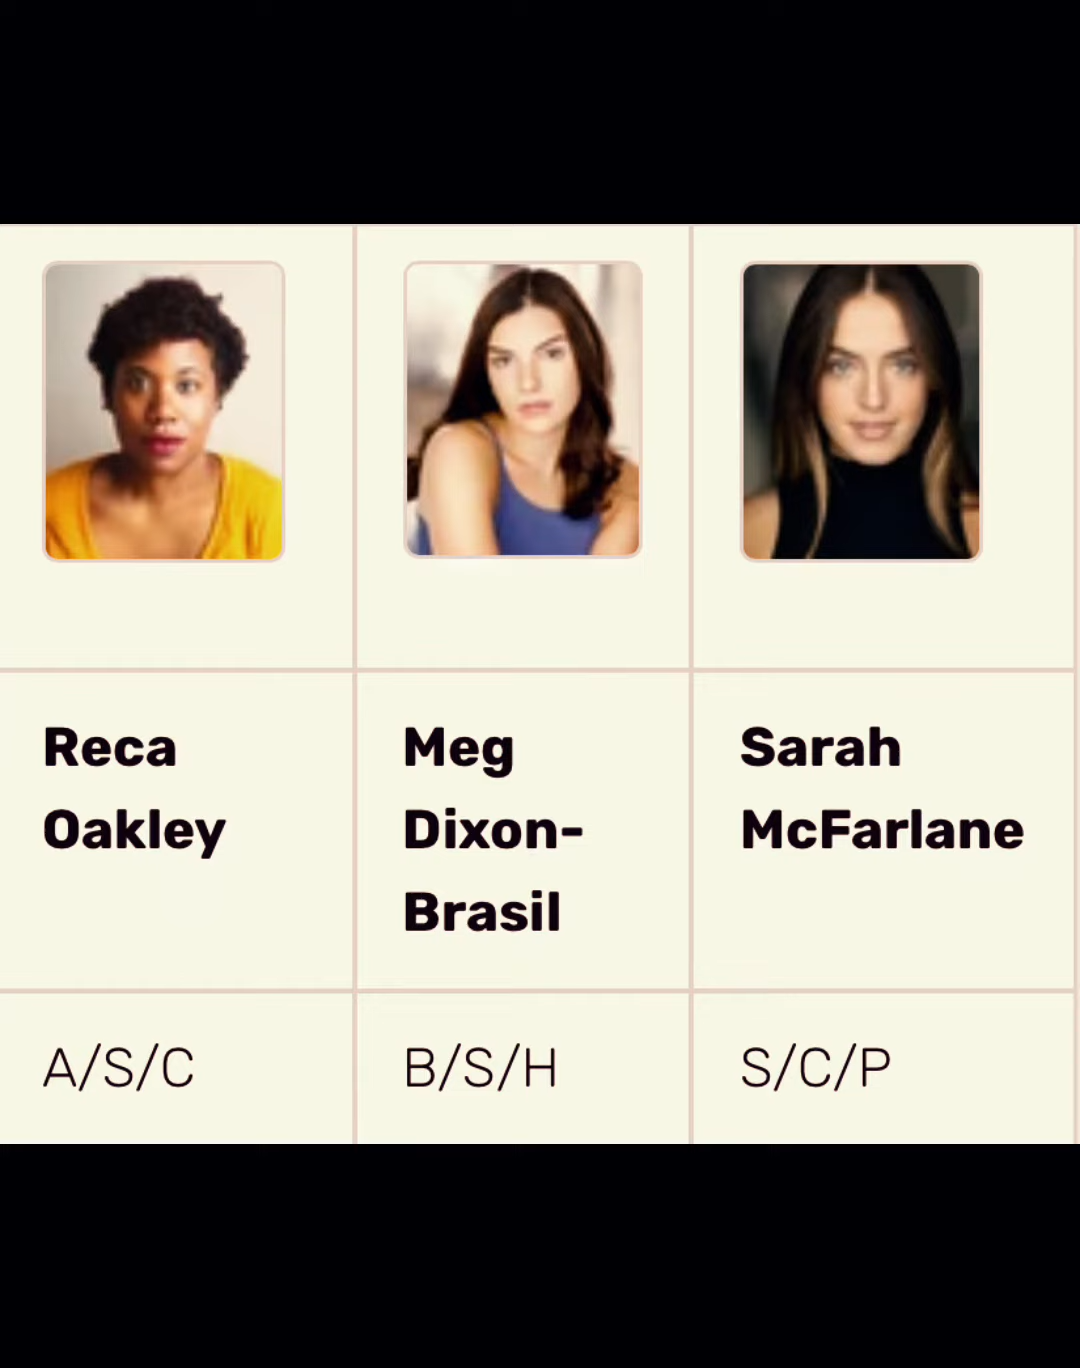 Reca
Oakley
Meg
Dixon-
Brasil
Sarah
McFarlane
A/S/C
B/S/H
S/C/P